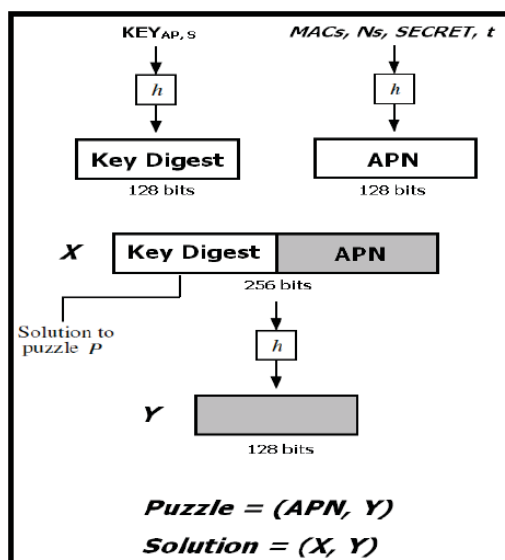 KEYAP, S
MACs, Ns, SECRET, t
h
h
Key Digest
APN
128 bits
128 bits
X
Key Digest
APN
256 bits
Solution to
puzzle P
h
Y
128 bits
Puzzle = (APN, Y)
Solution = (X, Y)